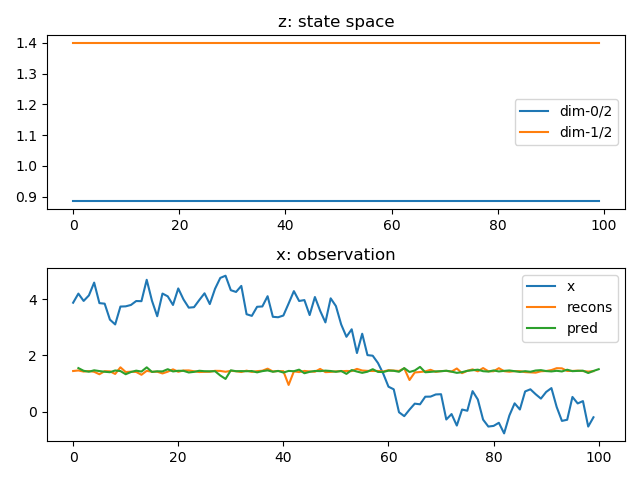 z: state space
1.4
1.3
1.2
1.1
1.0
0.9
dim-0/2
dim-1/2
0 20 40 60 80 100
x: observation
4
2
0
x
recons
pred
0 20 40 60 80 100